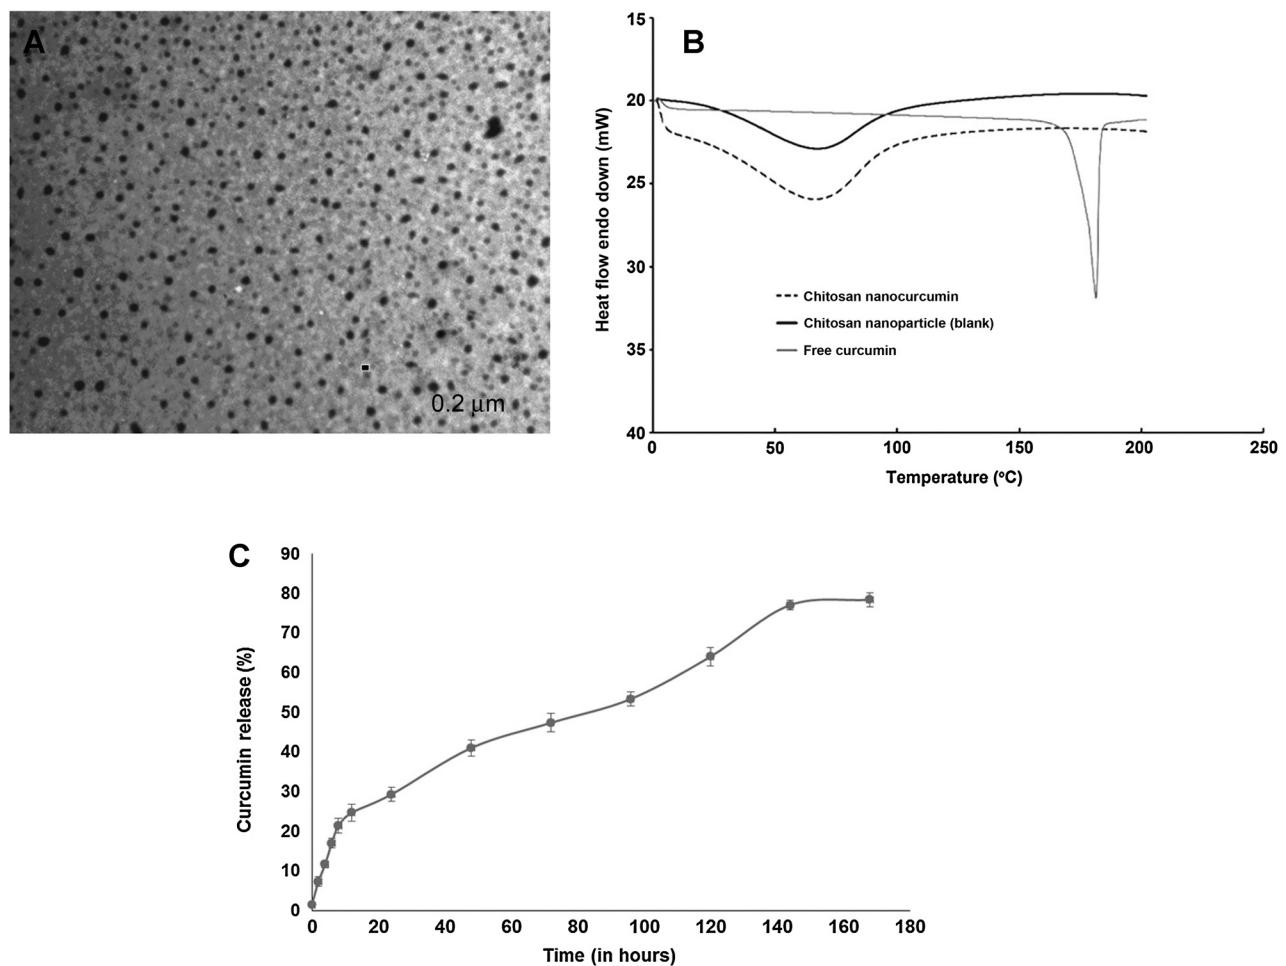 A
0.2 μm
B
Heat flow endo down (mW)
15
20
25
30
35
40
Chitosan nanocurcumin
Chitosan nanoparticle (blank)
Free curcumin
0 50 100 150 200 250
Temperature (°C)
C
Curcumin release (%)
90
80
70
60
50
40
30
20
10
0
0 20 40 60 80 100 120 140 160 180
Time (in hours)